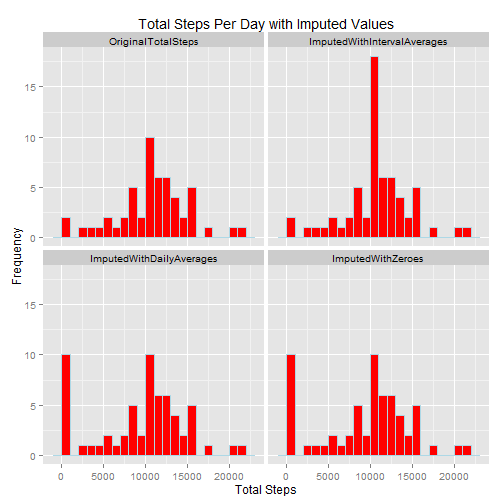 Total Steps Per Day with Imputed Values
OriginalTotalSteps
ImputedWithIntervalAverages
15
10
5
0
ImputedWithDailyAverages
ImputedWithZeroes
15
10
5
0
Frequency
0 5000 10000 15000 20000
0 5000 10000 15000 20000
Total Steps